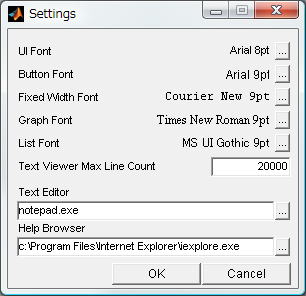 Settings
UI Font Arial 8pt ...
Button Font Arial 9pt ...
Fixed Width Font Courier New 9pt ...
Graph Font Times New Roman 9pt ...
List Font MS UI Gothic 9pt ...
Text Viewer Max Line Count 20000
Text Editor
notepad.exe ...
Help Browser
c:\Program Files\Internet Explorer\iexplore.exe ...
OK Cancel